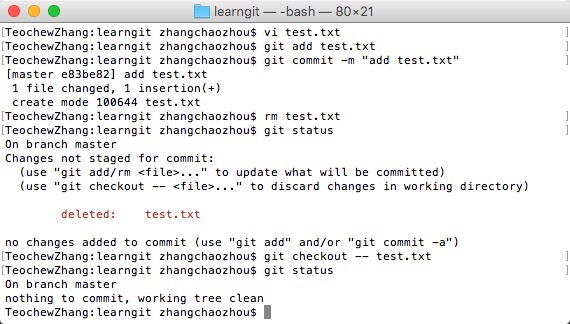 learngit — -bash — 80×21
[TeochewZhang:learngit zhangchaozhou$ vi test.txt ]
[TeochewZhang:learngit zhangchaozhou$ git add test.txt ]
[TeochewZhang:learngit zhangchaozhou$ git commit -m "add test.txt" ]
[master e83be82] add test.txt
 1 file changed, 1 insertion(+)
 create mode 100644 test.txt
[TeochewZhang:learngit zhangchaozhou$ rm test.txt ]
[TeochewZhang:learngit zhangchaozhou$ git status ]
On branch master
Changes not staged for commit:
  (use "git add/rm <file>..." to update what will be committed)
  (use "git checkout -- <file>..." to discard changes in working directory)
        deleted:    test.txt
no changes added to commit (use "git add" and/or "git commit -a")
[TeochewZhang:learngit zhangchaozhou$ git checkout -- test.txt ]
[TeochewZhang:learngit zhangchaozhou$ git status ]
On branch master
nothing to commit, working tree clean
TeochewZhang:learngit zhangchaozhou$